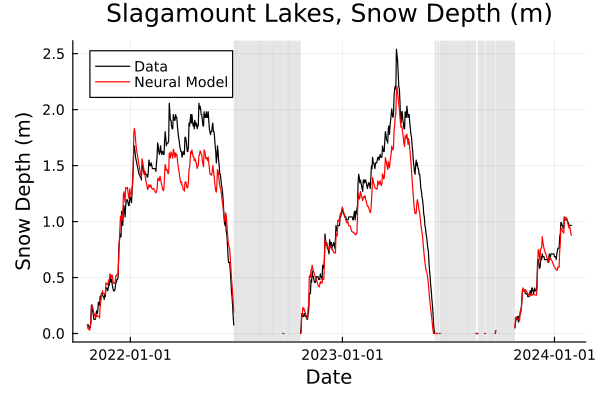 Slagamount Lakes, Snow Depth (m)
Data
Neural Model
Snow Depth (m)
2.5
2.0
1.5
1.0
0.5
0.0
2022-01-01
2023-01-01
2024-01-01
Date